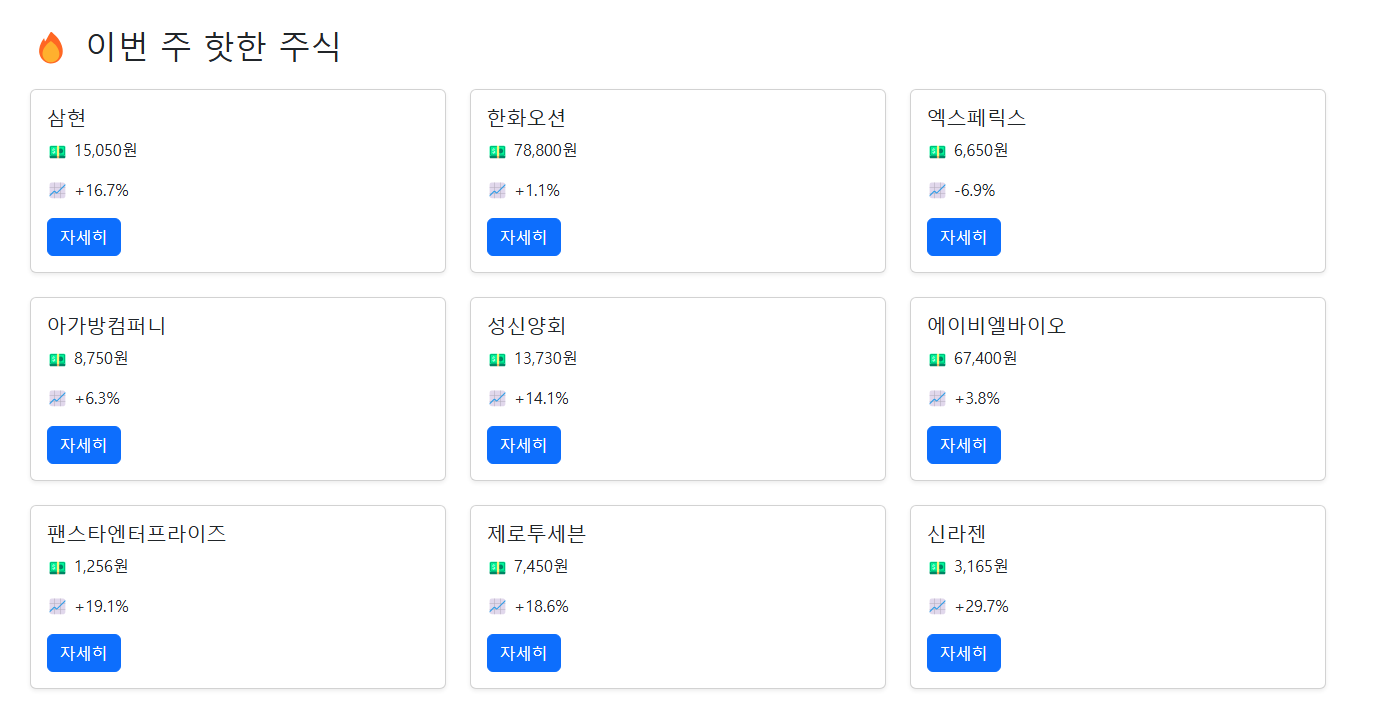 🔥 이번 주 핫한 주식
삼현
💵 15,050원
📈 +16.7%
자세히
한화오션
💵 78,800원
📈 +1.1%
자세히
엑스페릭스
💵 6,650원
📈 -6.9%
자세히
아가방컴퍼니
💵 8,750원
📈 +6.3%
자세히
성신양회
💵 13,730원
📈 +14.1%
자세히
에이비엘바이오
💵 67,400원
📈 +3.8%
자세히
팬스타엔터프라이즈
💵 1,256원
📈 +19.1%
자세히
제로투세븐
💵 7,450원
📈 +18.6%
자세히
신라젠
💵 3,165원
📈 +29.7%
자세히